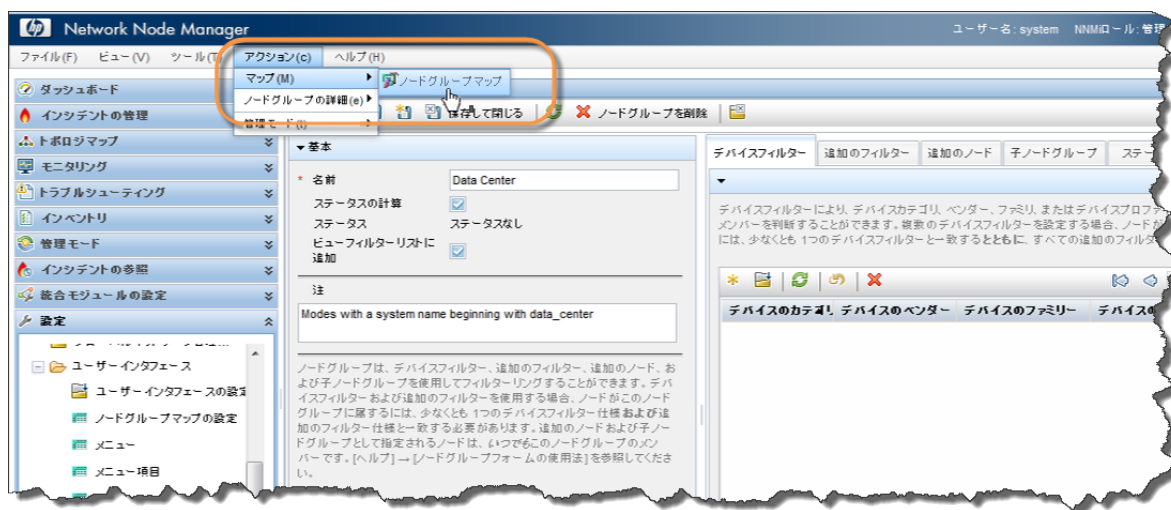 hp Network Node Manager
ユーザー名: system NNMiロール: 管理
ファイル(F) ビュー(V) ツール(T) アクション(c) ヘルプ(H)
マップ(M)
ノードグループマップ
ノードグループの詳細(e)
管理モード(I)
保存して閉じる
ノードグループを削除
ダッシュボード
インシデントの管理
トポロジマップ
モニタリング
トラブルシューティング
インベントリ
管理モード
インシデントの参照
統合モジュールの設定
設定
ユーザーインタフェース
ユーザーインタフェースの設定
ノードグループマップの設定
メニュー
メニュー項目
▼基本
* 名前 Data Center
ステータスの計算
ステータス ステータスなし
ビューフィルターリストに
追加
注
Modes with a system name beginning with data_center
ノードグループは、デバイスフィルター、追加のフィルター、追加のノード、お
よび子ノードグループを使用してフィルターリングすることができます。デバ
イスフィルターおよび追加のフィルターを使用する場合、ノードがこのノード
グループに属するには、少なくとも 1つのデバイスフィルター仕様および追
加のフィルター仕様と一致する必要があります。追加のノードおよび子ノー
ドグループとして指定されるノードは、いつでもこのノードグループのメン
バーです。[ヘルプ]→[ノードグループフォームの使用法]を参照してくださ
い。
デバイスフィルター 追加のフィルター 追加のノード 子ノードグループ ステー
デバイスフィルターにより、デバイスカテゴリ、ベンダー、ファミリ、またはデバイスプロファ
メンバーを判断することができます。複数のデバイスフィルターを設定する場合、ノードが
には、少なくとも 1つのデバイスフィルターと一致するとともに、すべての追加のフィルタ
デバイスのカテゴリ デバイスのベンダー デバイスのファミリー デバイスの